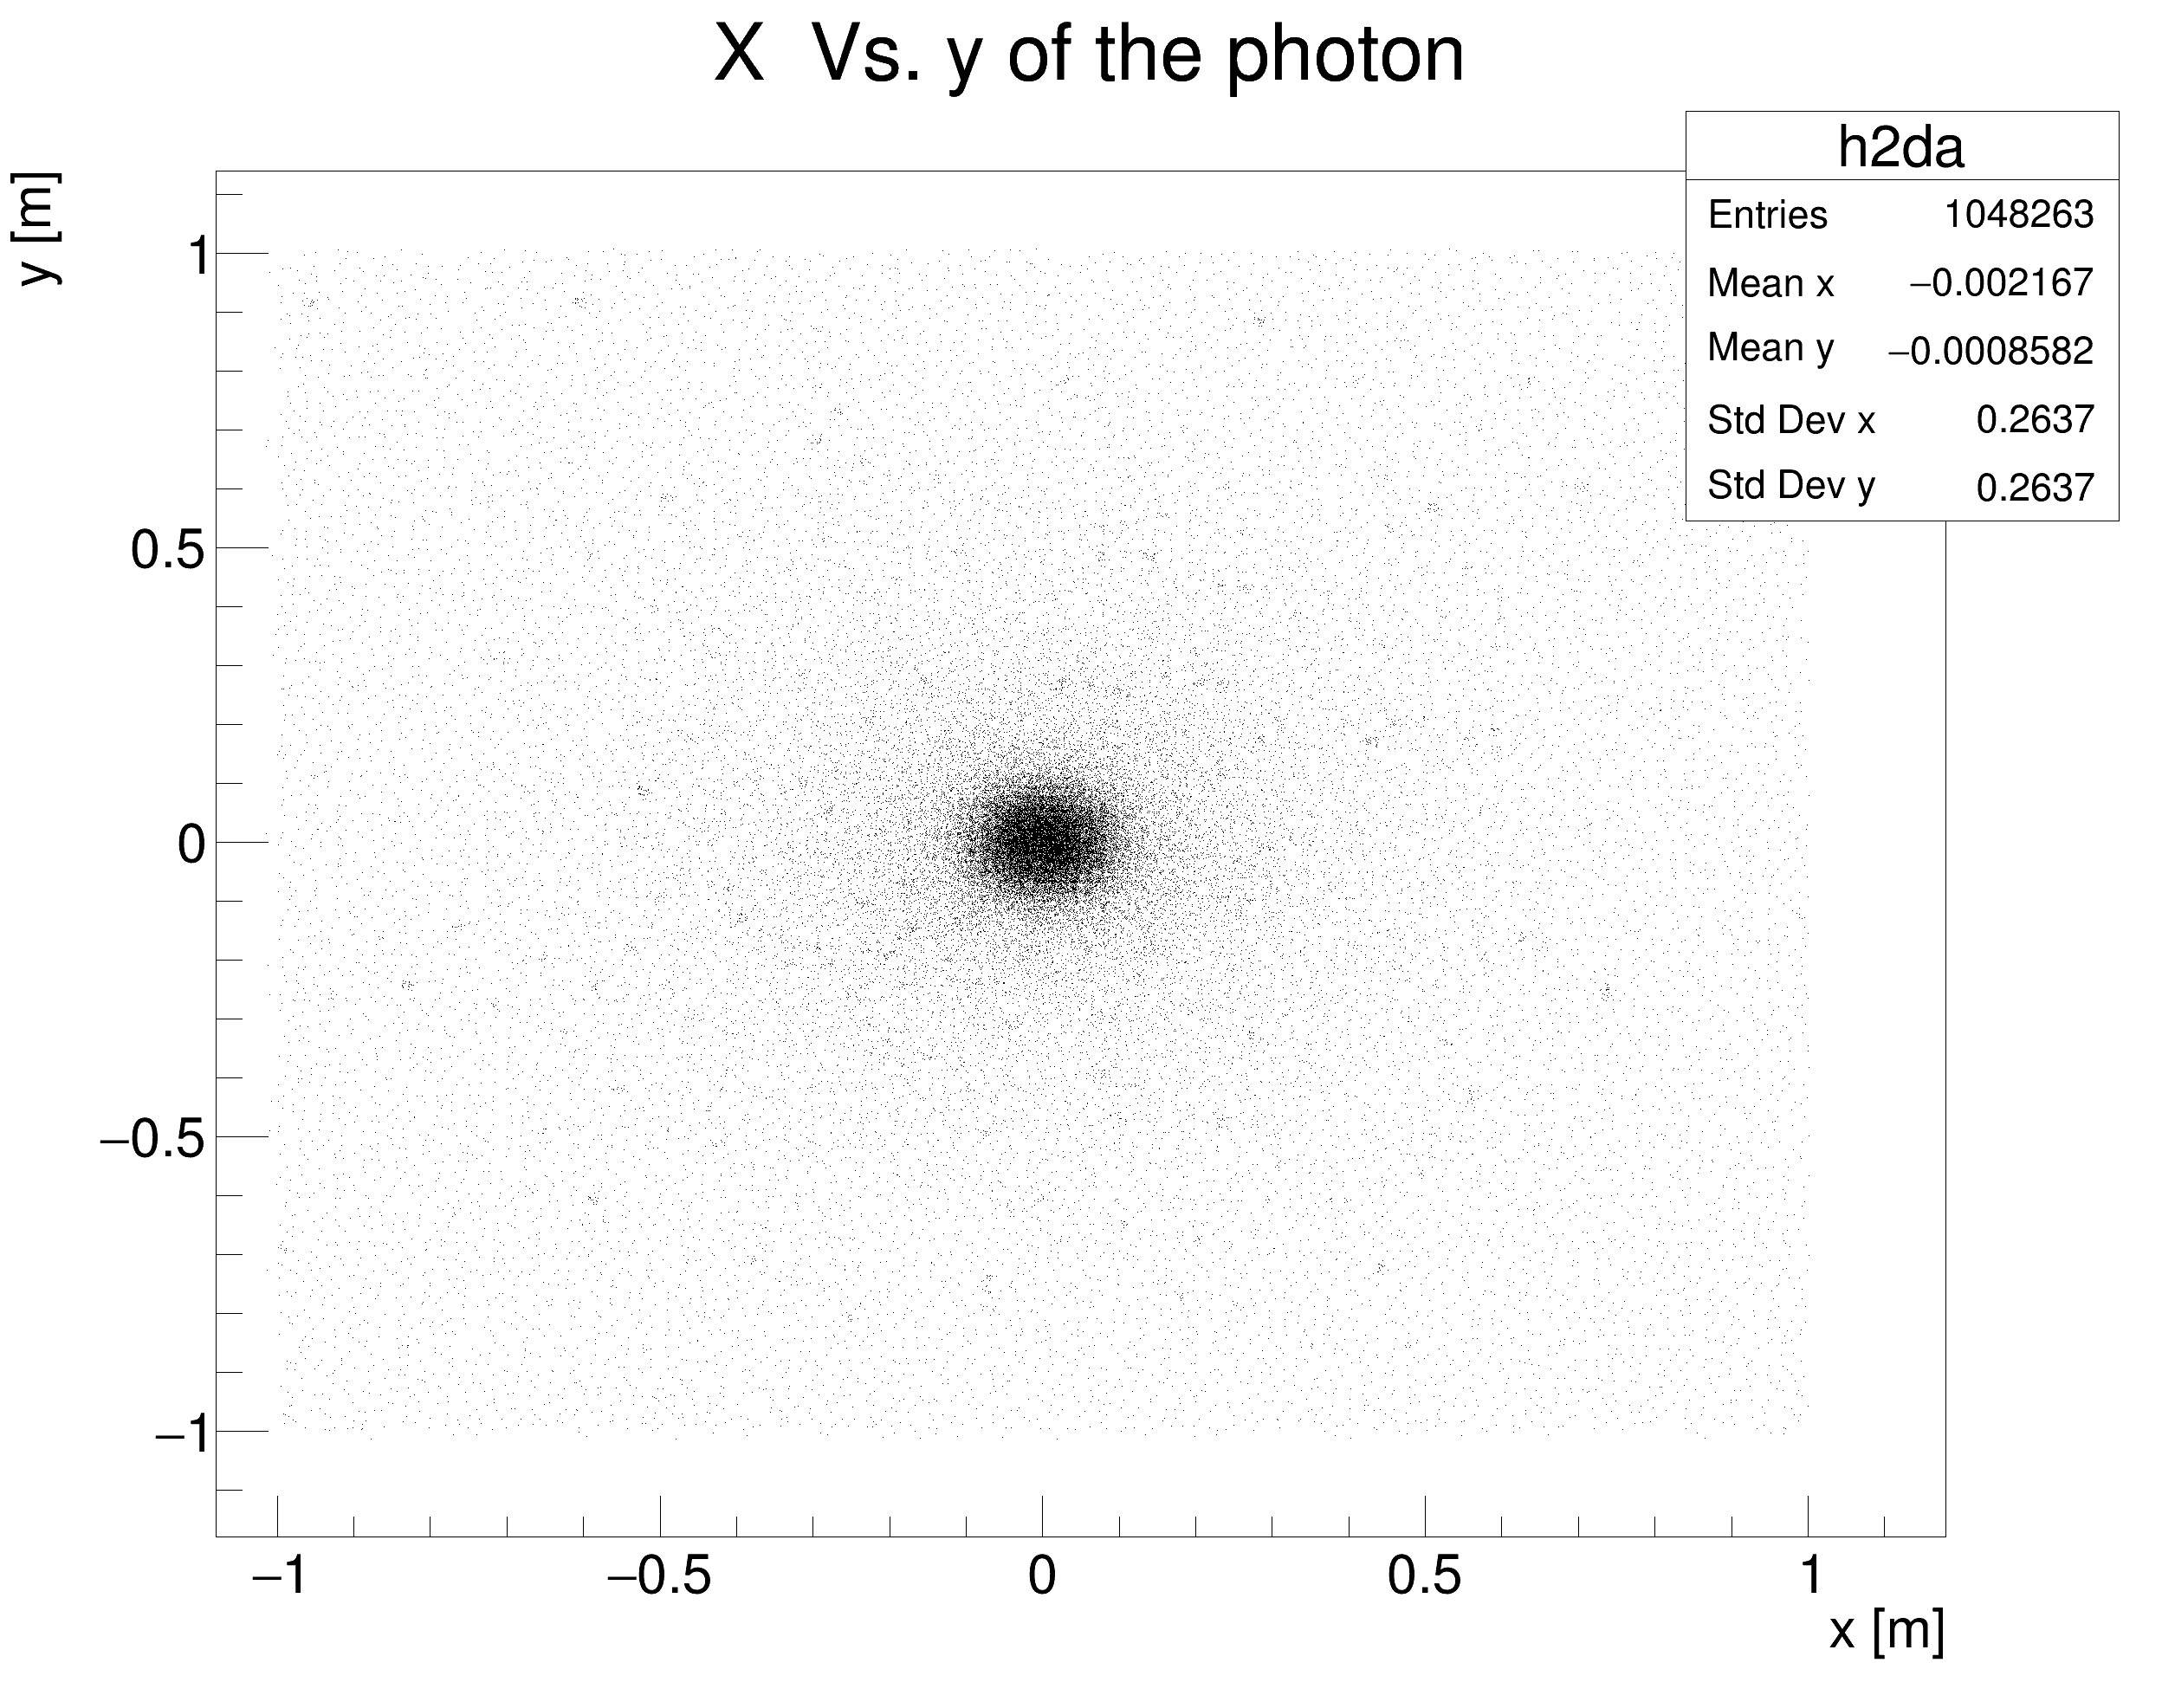 X  Vs. y of the photon
h2da
Entries 1048263
Mean x −0.002167
Mean y −0.0008582
Std Dev x 0.2637
Std Dev y 0.2637
y [m]
1
0.5
0
−0.5
−1
−1 −0.5 0 0.5 1
x [m]